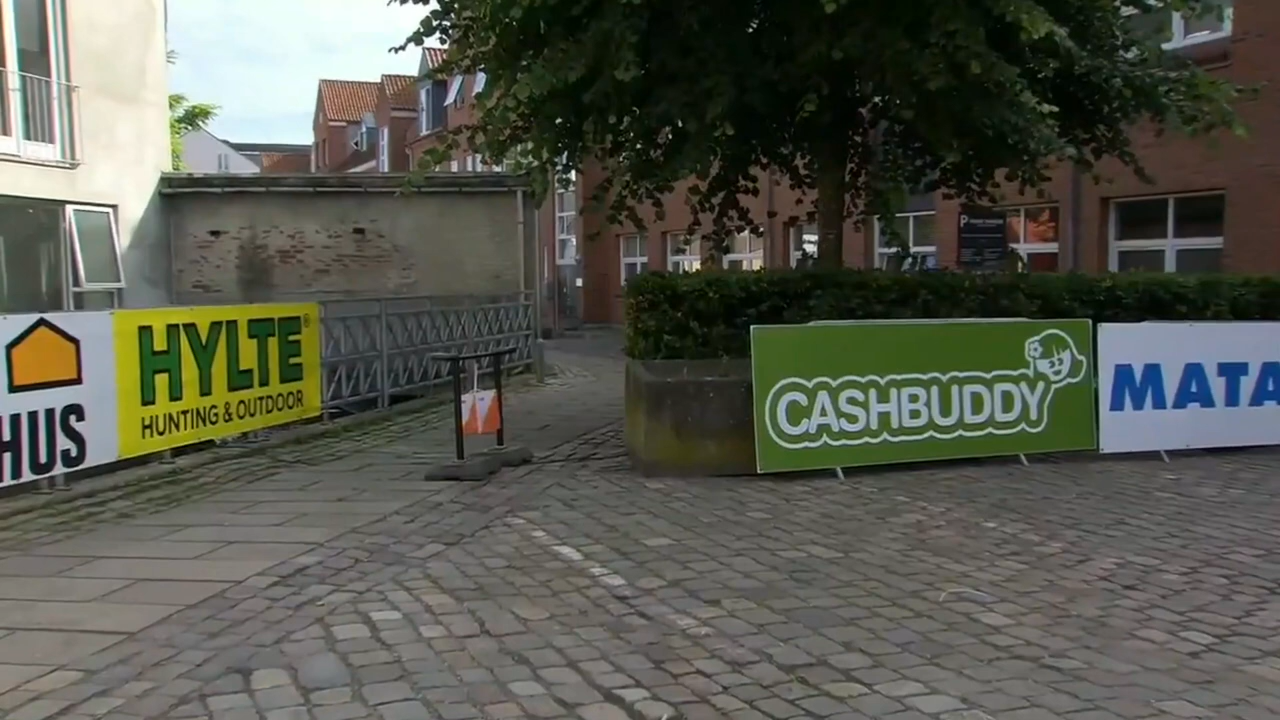 HUS
HYLTE®
HUNTING & OUTDOOR
P
CASHBUDDY
MATA